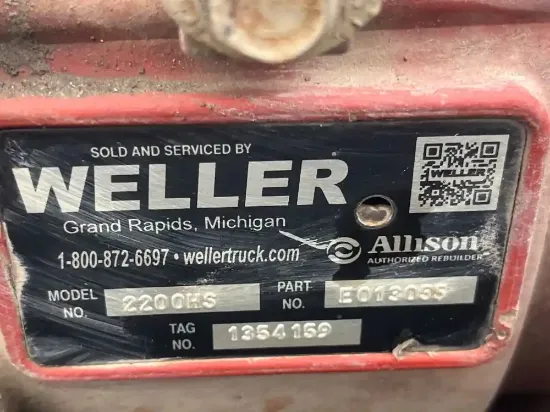 SOLD AND SERVICED BY
WELLER
WELLER
Grand Rapids, Michigan
1-800-872-6697 • wellertruck.com
Allison
AUTHORIZED REBUILDER
MODEL NO. 2200HS
PART NO. E013055
TAG NO. 1354159